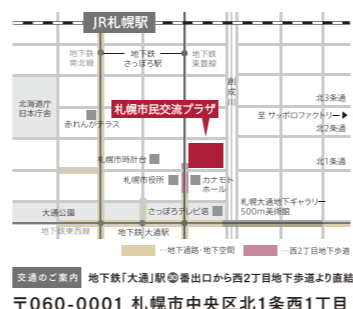 JR札幌駅
地下鉄
南北線
地下鉄
さっぽろ駅
地下鉄
東豊線
創成川
北海道庁
旧本庁舎
赤れんがテラス
札幌市民交流プラザ
北3条通
至 サッポロファクトリー▶
北2条通
札幌市時計台
北1条通
札幌市役所
カナモト
ホール
札幌大通地下ギャラリー
500m美術館
大通公園
さっぽろテレビ塔
地下鉄東西線
地下鉄 大通駅
…地下通路・地下空間
…西2丁目地下歩道
交通のご案内 地下鉄「大通」駅㉚番出口から西2丁目地下歩道より直結
〒060-0001 札幌市中央区北1条西1丁目